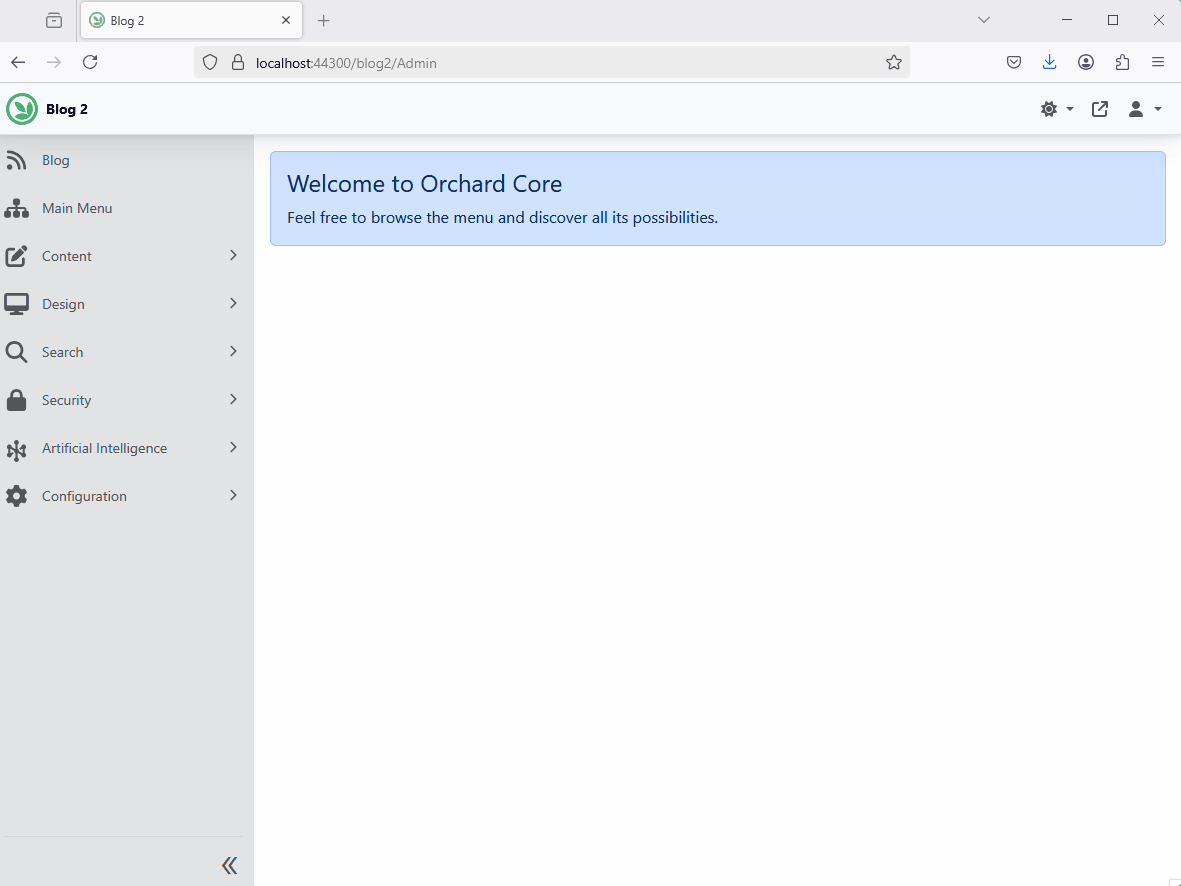 Blog 2
localhost:44300/blog2/Admin
Blog 2
Blog
Main Menu
Content
Design
Search
Security
Artificial Intelligence
Configuration
Welcome to Orchard Core
Feel free to browse the menu and discover all its possibilities.